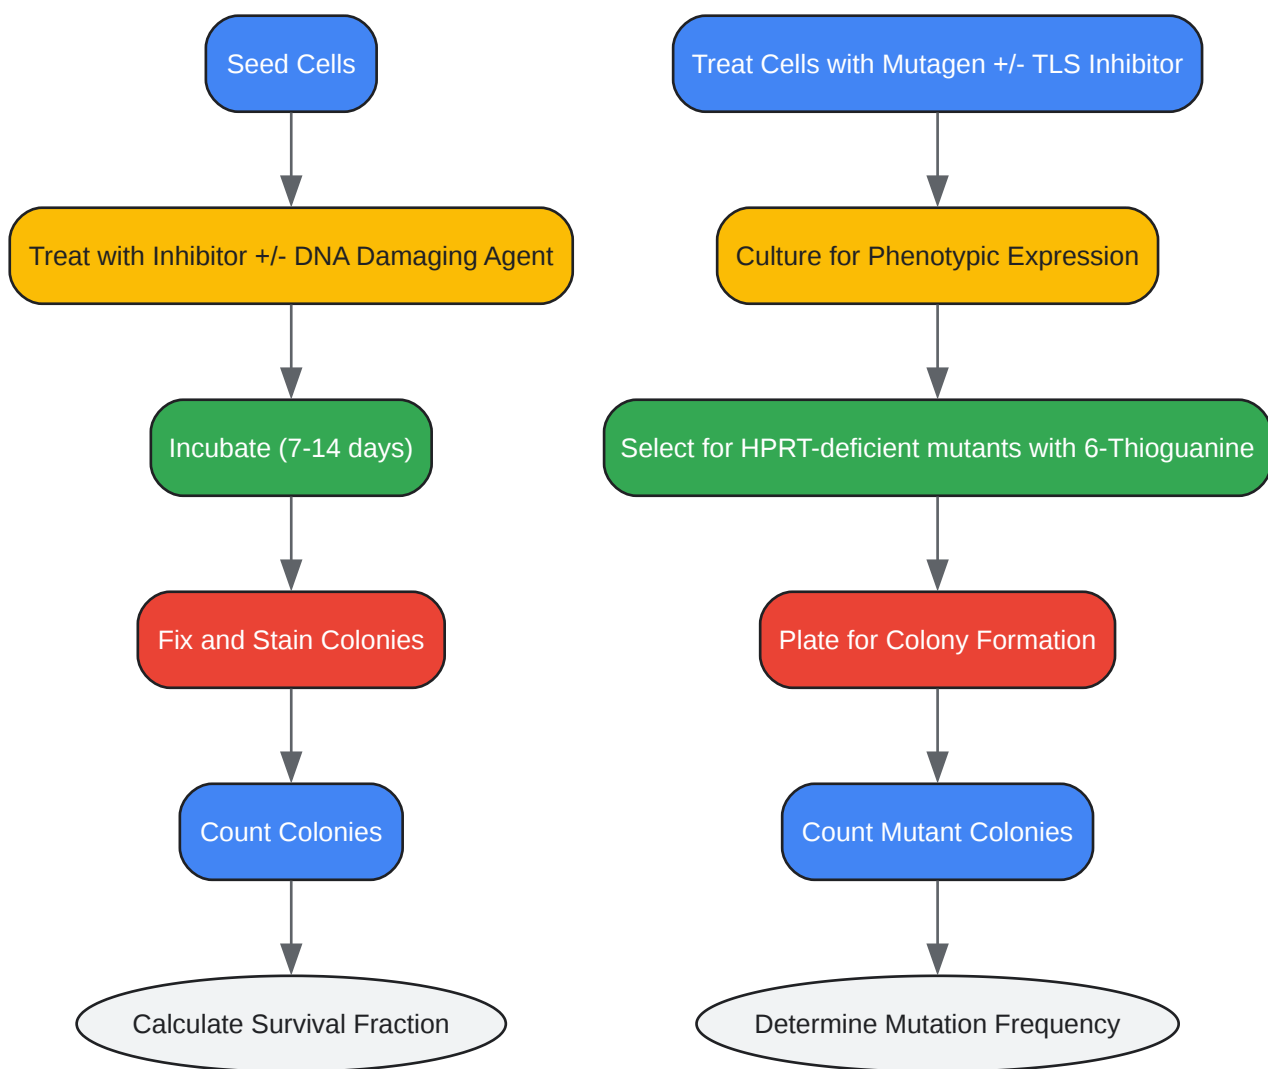 Seed Cells
Treat with Inhibitor +/- DNA Damaging Agent
Incubate (7-14 days)
Fix and Stain Colonies
Count Colonies
Calculate Survival Fraction
Treat Cells with Mutagen +/- TLS Inhibitor
Culture for Phenotypic Expression
Select for HPRT-deficient mutants with 6-Thioguanine
Plate for Colony Formation
Count Mutant Colonies
Determine Mutation Frequency